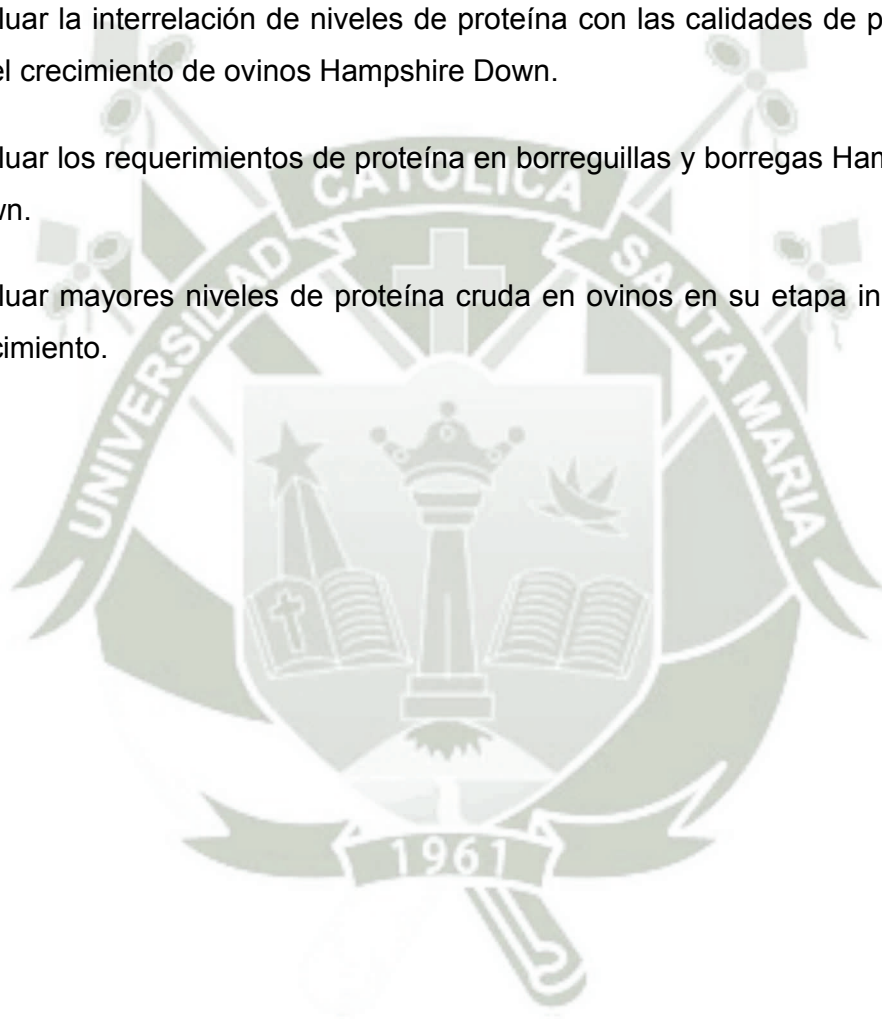 luar la interrelación de niveles de proteína con las calidades de p
el crecimiento de ovinos Hampshire Down.
luar los requerimientos de proteína en borreguillas y borregas Ham
wn.
luar mayores niveles de proteína cruda en ovinos en su etapa in
cimiento.
UNIVERSILAD CATOLICA SANTA MARIA
1961